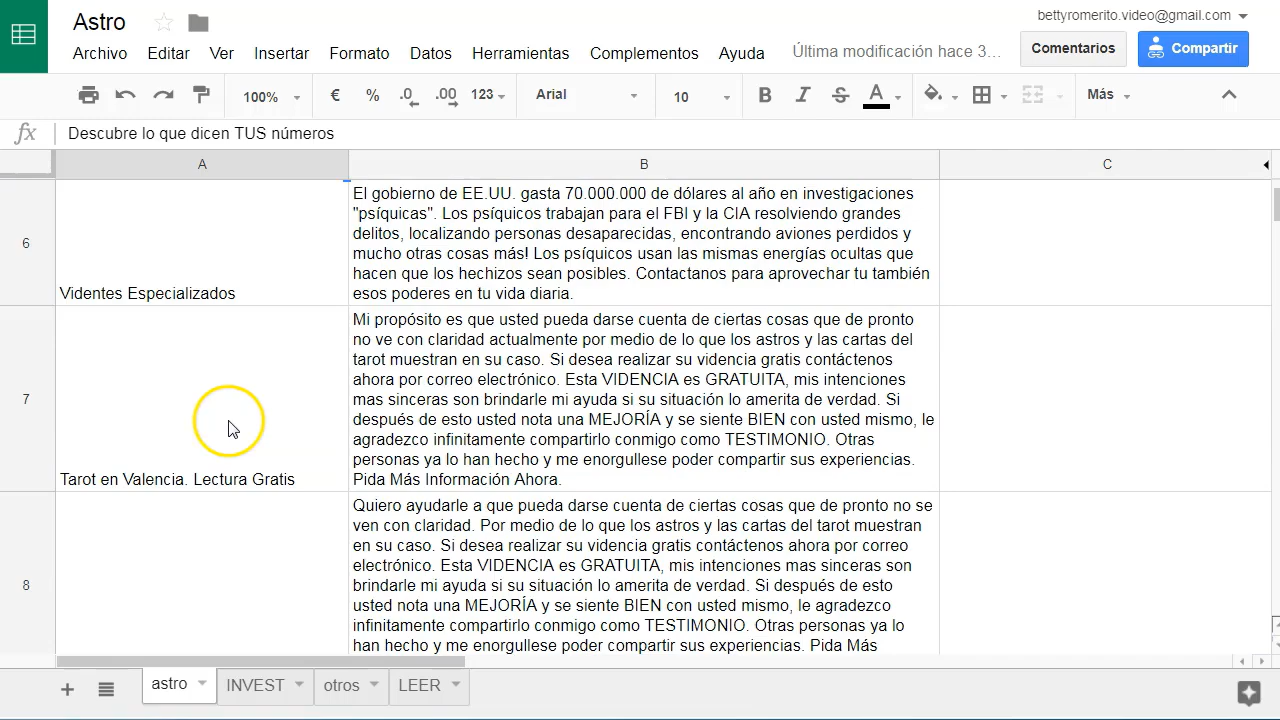 Astro
bettyromerito.video@gmail.com
Archivo Editar Ver Insertar Formato Datos Herramientas Complementos Ayuda Última modificación hace 3...
Comentarios
Compartir
100% € % .0 .00 123 Arial 10 B I S A Más
fx Descubre lo que dicen TUS números
A B C
6
Videntes Especializados
El gobierno de EE.UU. gasta 70.000.000 de dólares al año en investigaciones
"psíquicas". Los psíquicos trabajan para el FBI y la CIA resolviendo grandes
delitos, localizando personas desaparecidas, encontrando aviones perdidos y
mucho otras cosas más! Los psíquicos usan las mismas energías ocultas que
hacen que los hechizos sean posibles. Contactanos para aprovechar tu también
esos poderes en tu vida diaria.
7
Tarot en Valencia. Lectura Gratis
Mi propósito es que usted pueda darse cuenta de ciertas cosas que de pronto
no ve con claridad actualmente por medio de lo que los astros y las cartas del
tarot muestran en su caso. Si desea realizar su videncia gratis contáctenos
ahora por correo electrónico. Esta VIDENCIA es GRATUITA, mis intenciones
mas sinceras son brindarle mi ayuda si su situación lo amerita de verdad. Si
después de esto usted nota una MEJORÍA y se siente BIEN con usted mismo, le
agradezco infinitamente compartirlo conmigo como TESTIMONIO. Otras
personas ya lo han hecho y me enorgullese poder compartir sus experiencias.
Pida Más Información Ahora.
8
Quiero ayudarle a que pueda darse cuenta de ciertas cosas que de pronto no se
ven con claridad. Por medio de lo que los astros y las cartas del tarot muestran
en su caso. Si desea realizar su videncia gratis contáctenos ahora por correo
electrónico. Esta VIDENCIA es GRATUITA, mis intenciones mas sinceras son
brindarle mi ayuda si su situación lo amerita de verdad. Si después de esto
usted nota una MEJORÍA y se siente BIEN con usted mismo, le agradezco
infinitamente compartirlo conmigo como TESTIMONIO. Otras personas ya lo
han hecho y me enorgullese poder compartir sus experiencias. Pida Más
+ astro INVEST otros LEER